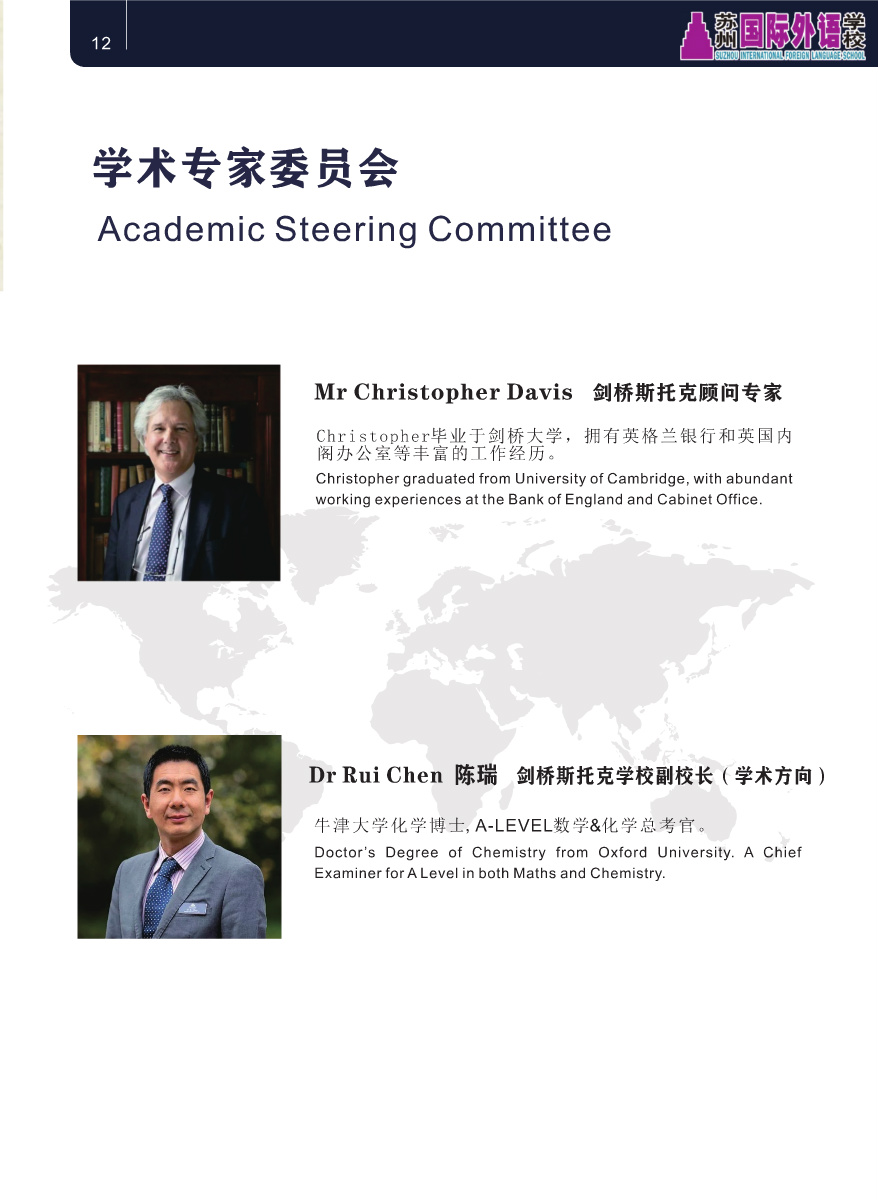 12
苏州国际外语学校
SUZHOU INTERNATIONAL FOREIGN LANGUAGE SCHOOL
学术专家委员会
Academic Steering Committee
Mr Christopher Davis 剑桥斯托克顾问专家
Christopher毕业于剑桥大学，拥有英格兰银行和英国内
阁办公室等丰富的工作经历。
Christopher graduated from University of Cambridge, with abundant
working experiences at the Bank of England and Cabinet Office.
Dr Rui Chen 陈瑞 剑桥斯托克学校副校长（学术方向）
牛津大学化学博士, A-LEVEL数学&化学总考官。
Doctor’s Degree of Chemistry from Oxford University. A Chief
Examiner for A Level in both Maths and Chemistry.